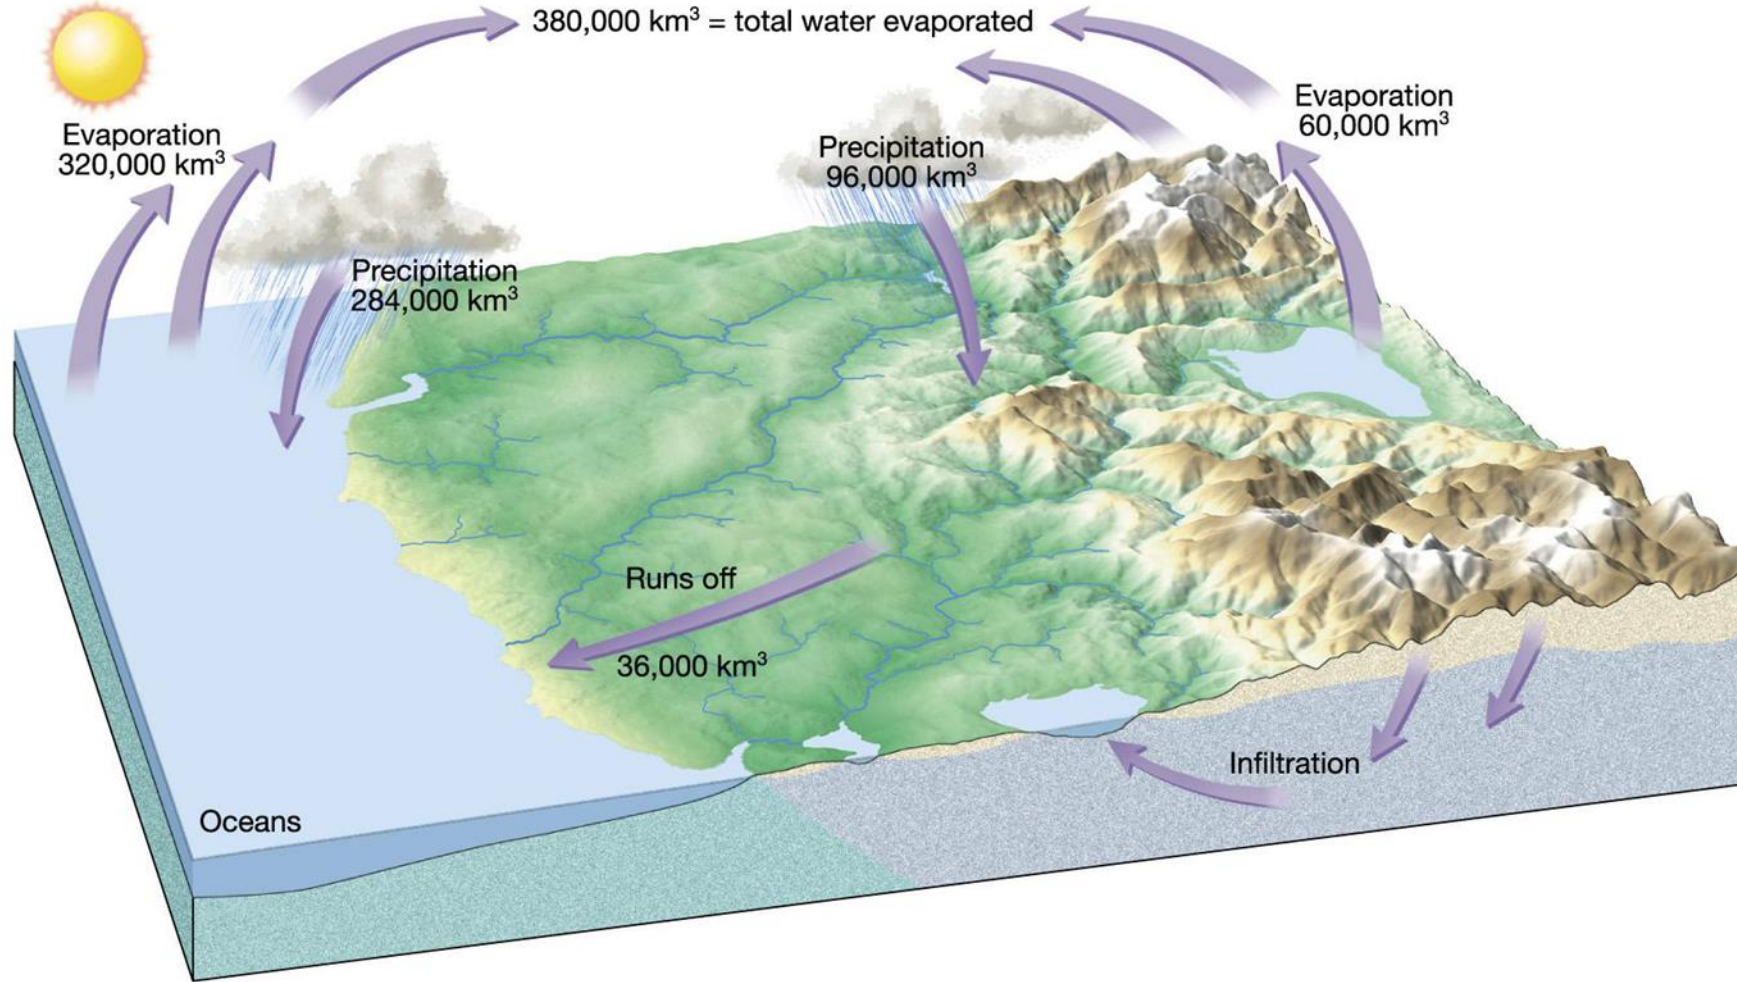 380,000 km³ = total water evaporated
Evaporation
320,000 km³
Evaporation
60,000 km³
Precipitation
96,000 km³
Precipitation
284,000 km³
Runs off
36,000 km³
Infiltration
Oceans